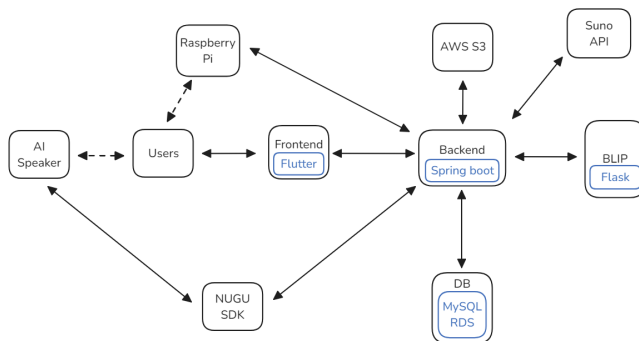 Suno
API
Raspberry
Pi
AWS S3
AI
Speaker
Users
Frontend
Flutter
Backend
Spring boot
BLIP
Flask
NUGU
SDK
DB
MySQL
RDS